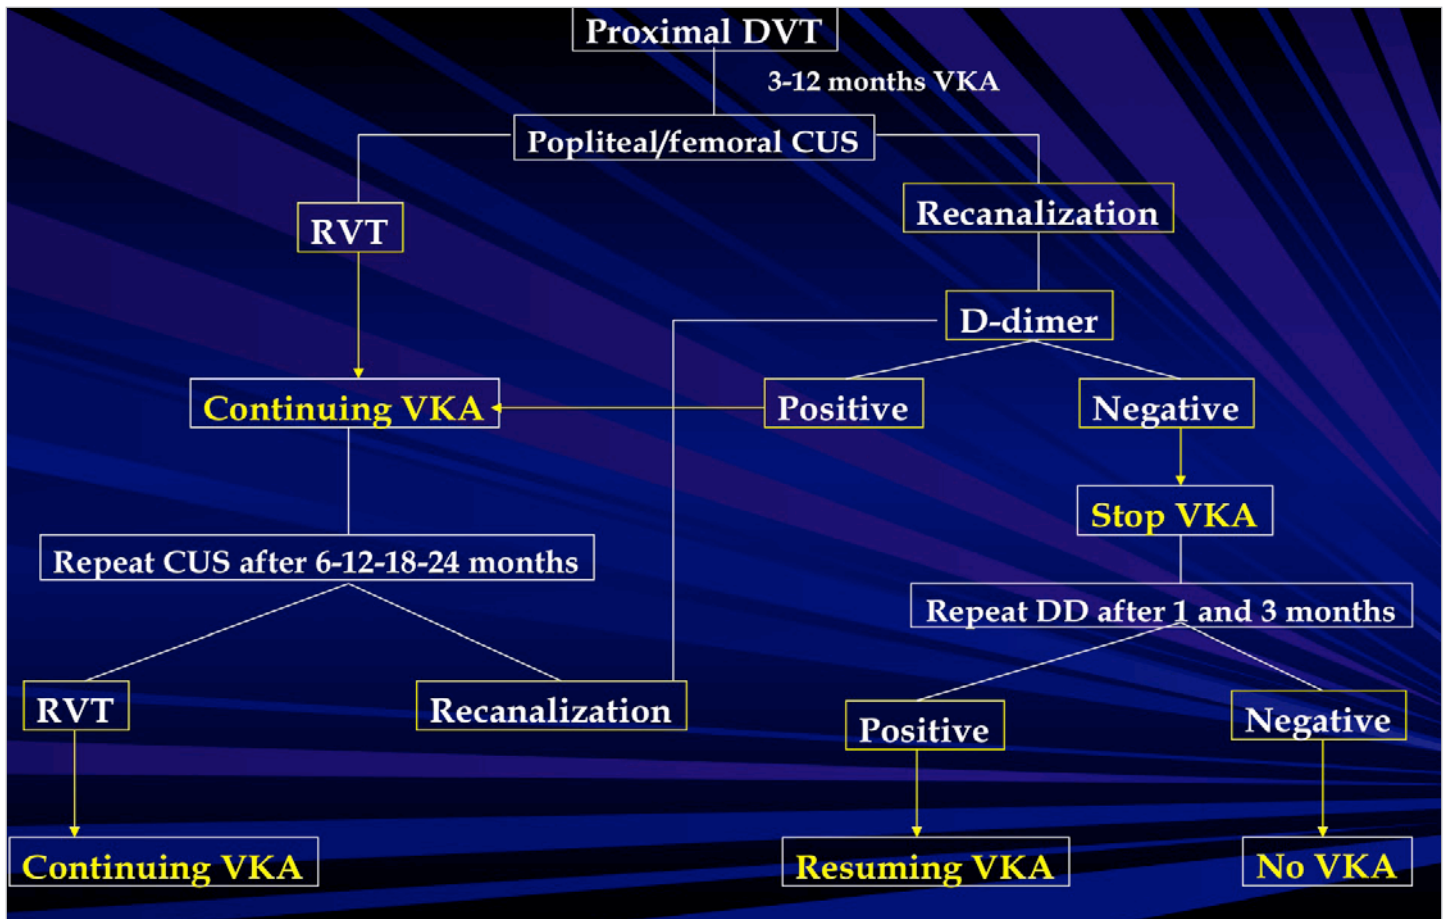 Proximal DVT
3-12 months VKA
Popliteal/femoral CUS
RVT
Recanalization
D-dimer
Continuing VKA
Positive
Negative
Stop VKA
Repeat CUS after 6-12-18-24 months
Repeat DD after 1 and 3 months
RVT
Recanalization
Positive
Negative
Continuing VKA
Resuming VKA
No VKA